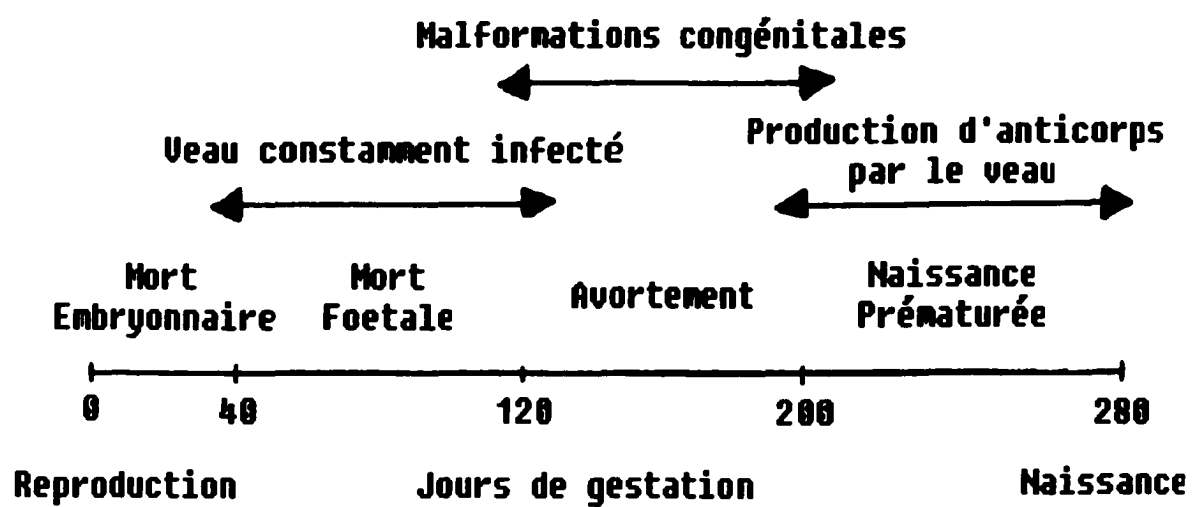 Malformations congénitales
Production d'anticorps
par le veau
Veau constamment infecté
Mort
Embryonnaire
Mort
Foetale
Avortement
Naissance
Prématurée
0 40 120 200 280
Reproduction Jours de gestation Naissance